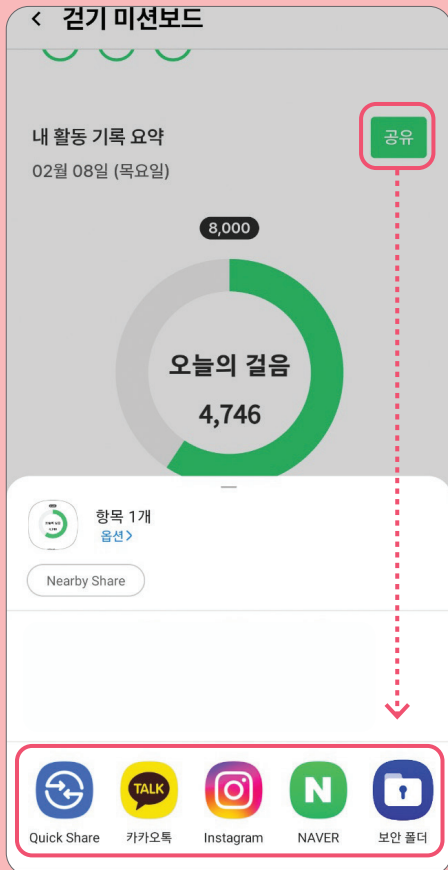 걷기 미션보드
내 활동 기록 요약
공유
02월 08일 (목요일)
8,000
오늘의 걸음
4,746
항목 1개
옵션
Nearby Share
TALK
N
Quick Share
카카오톡
Instagram
NAVER
보안 폴더